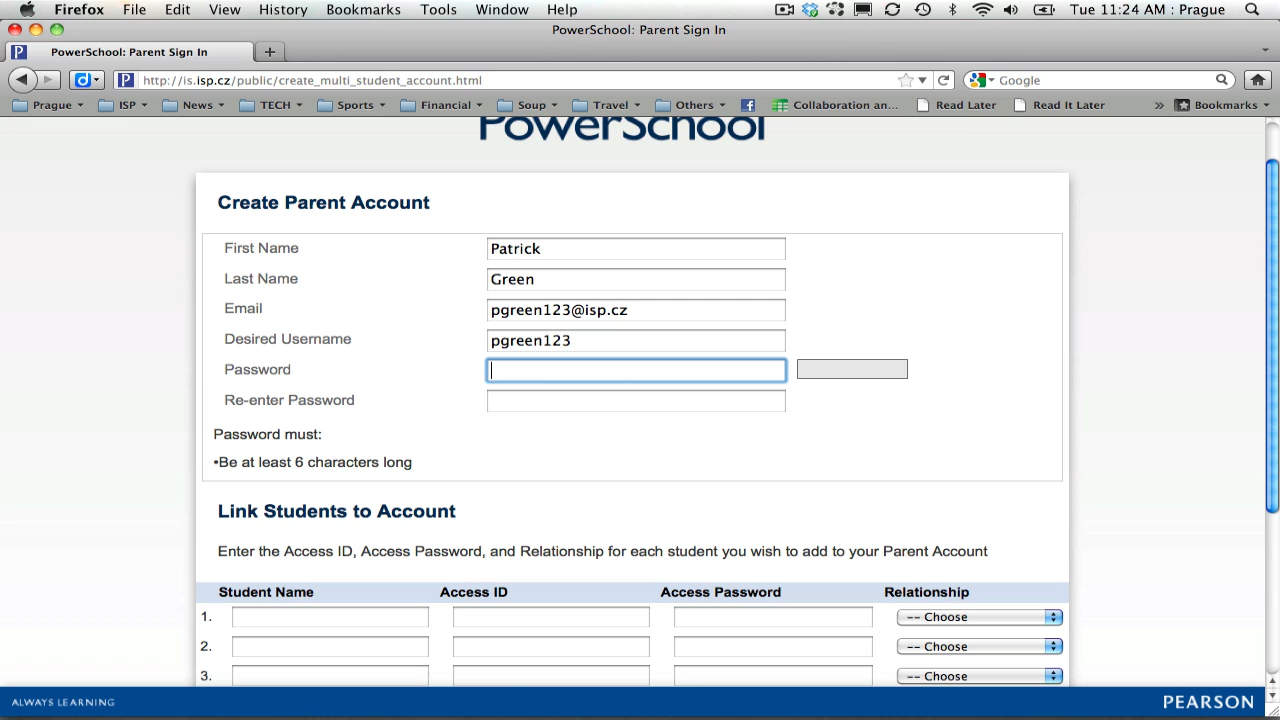 Firefox File Edit View History Bookmarks Tools Window Help Tue 11:24 AM : Prague
PowerSchool: Parent Sign In
PowerSchool: Parent Sign In
http://is.isp.cz/public/create_multi_student_account.html Google
Prague ISP News TECH Sports Financial Soup Travel Others Collaboration an... Read Later Read It Later » Bookmarks
PowerSchool
Create Parent Account
First Name Patrick
Last Name Green
Email pgreen123@isp.cz
Desired Username pgreen123
Password
Re-enter Password
Password must:
•Be at least 6 characters long
Link Students to Account
Enter the Access ID, Access Password, and Relationship for each student you wish to add to your Parent Account
Student Name Access ID Access Password Relationship
1. -- Choose
2. -- Choose
3. -- Choose
ALWAYS LEARNING PEARSON